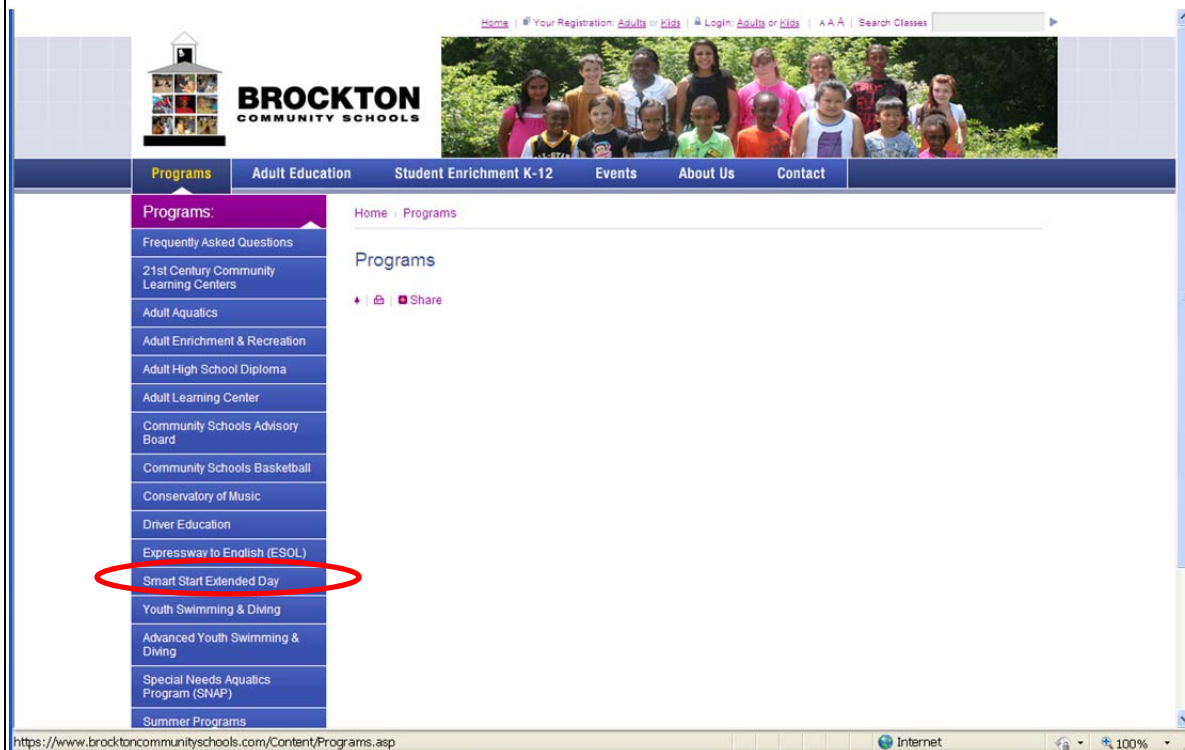 Home | Your Registration: Adults or Kids | Login: Adults or Kids | A A A | Search Classes
BROCKTON
COMMUNITY SCHOOLS
Programs Adult Education Student Enrichment K-12 Events About Us Contact
Programs:
Frequently Asked Questions
21st Century Community
Learning Centers
Adult Aquatics
Adult Enrichment & Recreation
Adult High School Diploma
Adult Learning Center
Community Schools Advisory
Board
Community Schools Basketball
Conservatory of Music
Driver Education
Expressway to English (ESOL)
Smart Start Extended Day
Youth Swimming & Diving
Advanced Youth Swimming &
Diving
Special Needs Aquatics
Program (SNAP)
Summer Programs
Home › Programs
Programs
Share
https://www.brocktoncommunityschools.com/Content/Programs.asp
Internet
100%